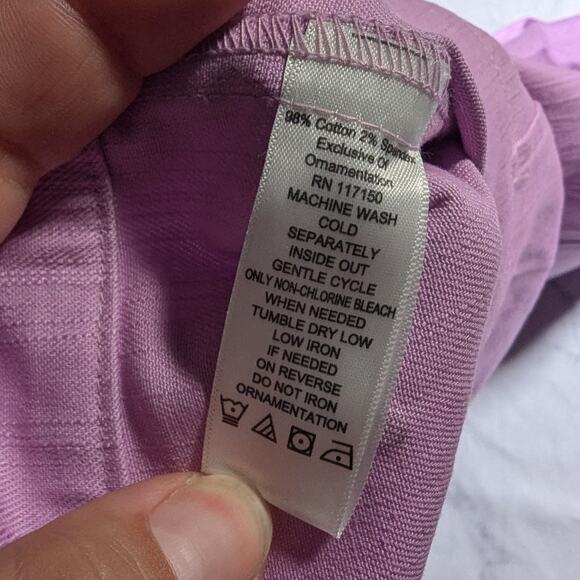 98% Cotton 2% Spandex
Exclusive Of
Ornamentation
RN 117150
MACHINE WASH
COLD
SEPARATELY
INSIDE OUT
GENTLE CYCLE
ONLY NON-CHLORINE BLEACH
WHEN NEEDED
TUMBLE DRY LOW
LOW IRON
IF NEEDED
ON REVERSE
DO NOT IRON
ORNAMENTATION